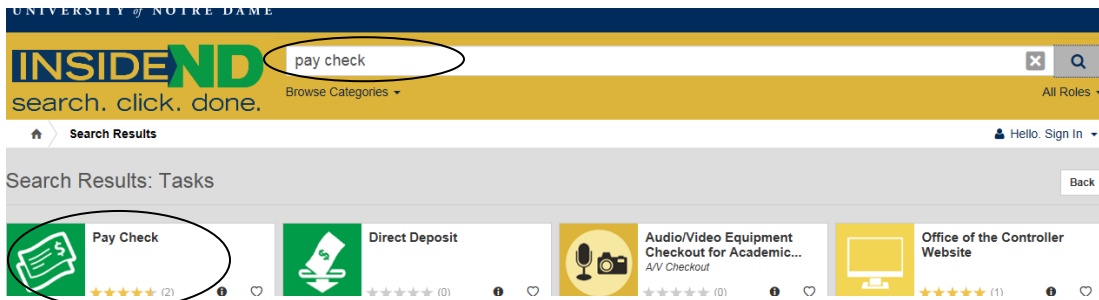 UNIVERSITY of NOTRE DAME
INSIDEND
search. click. done.
pay check
Browse Categories
All Roles
Search Results
Hello. Sign In
Search Results: Tasks
Back
Pay Check
(2)
Direct Deposit
(0)
Audio/Video Equipment
Checkout for Academic...
A/V Checkout
(0)
Office of the Controller
Website
(1)